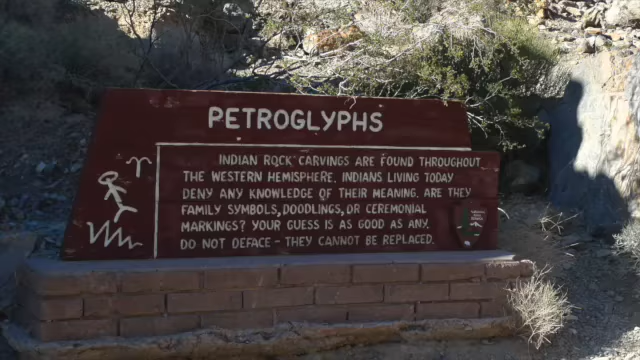 PETROGLYPHS
INDIAN ROCK CARVINGS ARE FOUND THROUGHOUT
THE WESTERN HEMISPHERE. INDIANS LIVING TODAY
DENY ANY KNOWLEDGE OF THEIR MEANING. ARE THEY
FAMILY SYMBOLS, DOODLINGS, OR CEREMONIAL
MARKINGS? YOUR GUESS IS AS GOOD AS ANY.
DO NOT DEFACE - THEY CANNOT BE REPLACED.